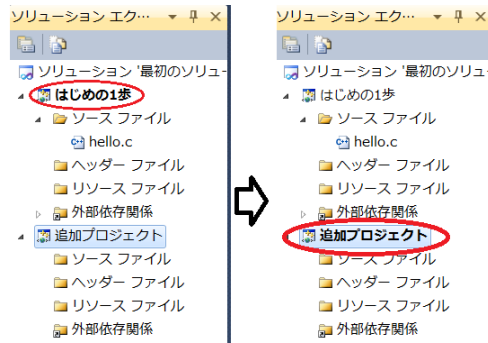 ソリューション エク…
ソリューション '最初のソリュ-
はじめの1歩
ソース ファイル
hello.c
ヘッダー ファイル
リソース ファイル
外部依存関係
追加プロジェクト
ソース ファイル
ヘッダー ファイル
リソース ファイル
外部依存関係
ソリューション エク…
ソリューション '最初のソリュ
はじめの1歩
ソース ファイル
hello.c
ヘッダー ファイル
リソース ファイル
外部依存関係
追加プロジェクト
ソース ファイル
ヘッダー ファイル
リソース ファイル
外部依存関係